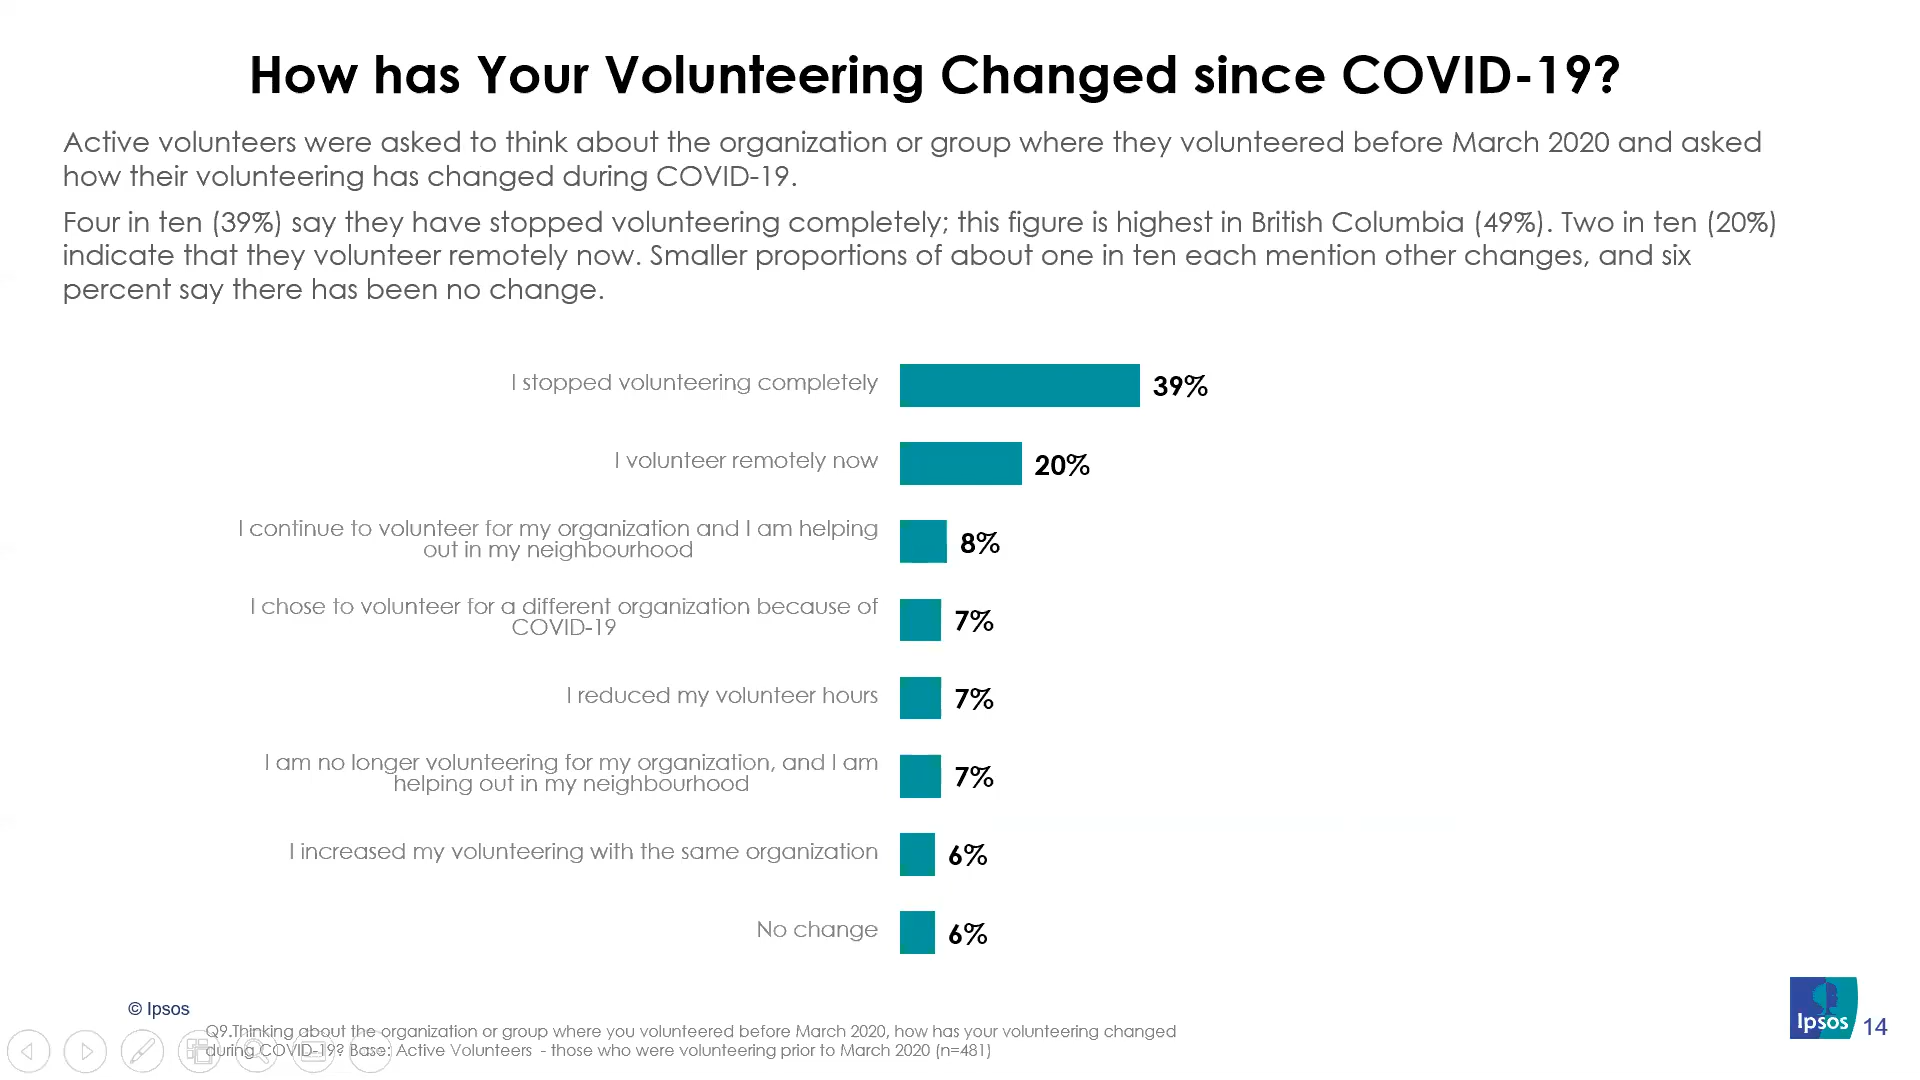 How has Your Volunteering Changed since COVID-19?
Active volunteers were asked to think about the organization or group where they volunteered before March 2020 and asked
how their volunteering has changed during COVID-19.
Four in ten (39%) say they have stopped volunteering completely; this figure is highest in British Columbia (49%). Two in ten (20%)
indicate that they volunteer remotely now. Smaller proportions of about one in ten each mention other changes, and six
percent say there has been no change.
I stopped volunteering completely 39%
I volunteer remotely now 20%
I continue to volunteer for my organization and I am helping
out in my neighbourhood 8%
I chose to volunteer for a different organization because of
COVID-19 7%
I reduced my volunteer hours 7%
I am no longer volunteering for my organization, and I am
helping out in my neighbourhood 7%
I increased my volunteering with the same organization 6%
No change 6%
© Ipsos
Q9.Thinking about the organization or group where you volunteered before March 2020, how has your volunteering changed
during COVID-19? Base: Active Volunteers - those who were volunteering prior to March 2020 (n=481)
Ipsos
14